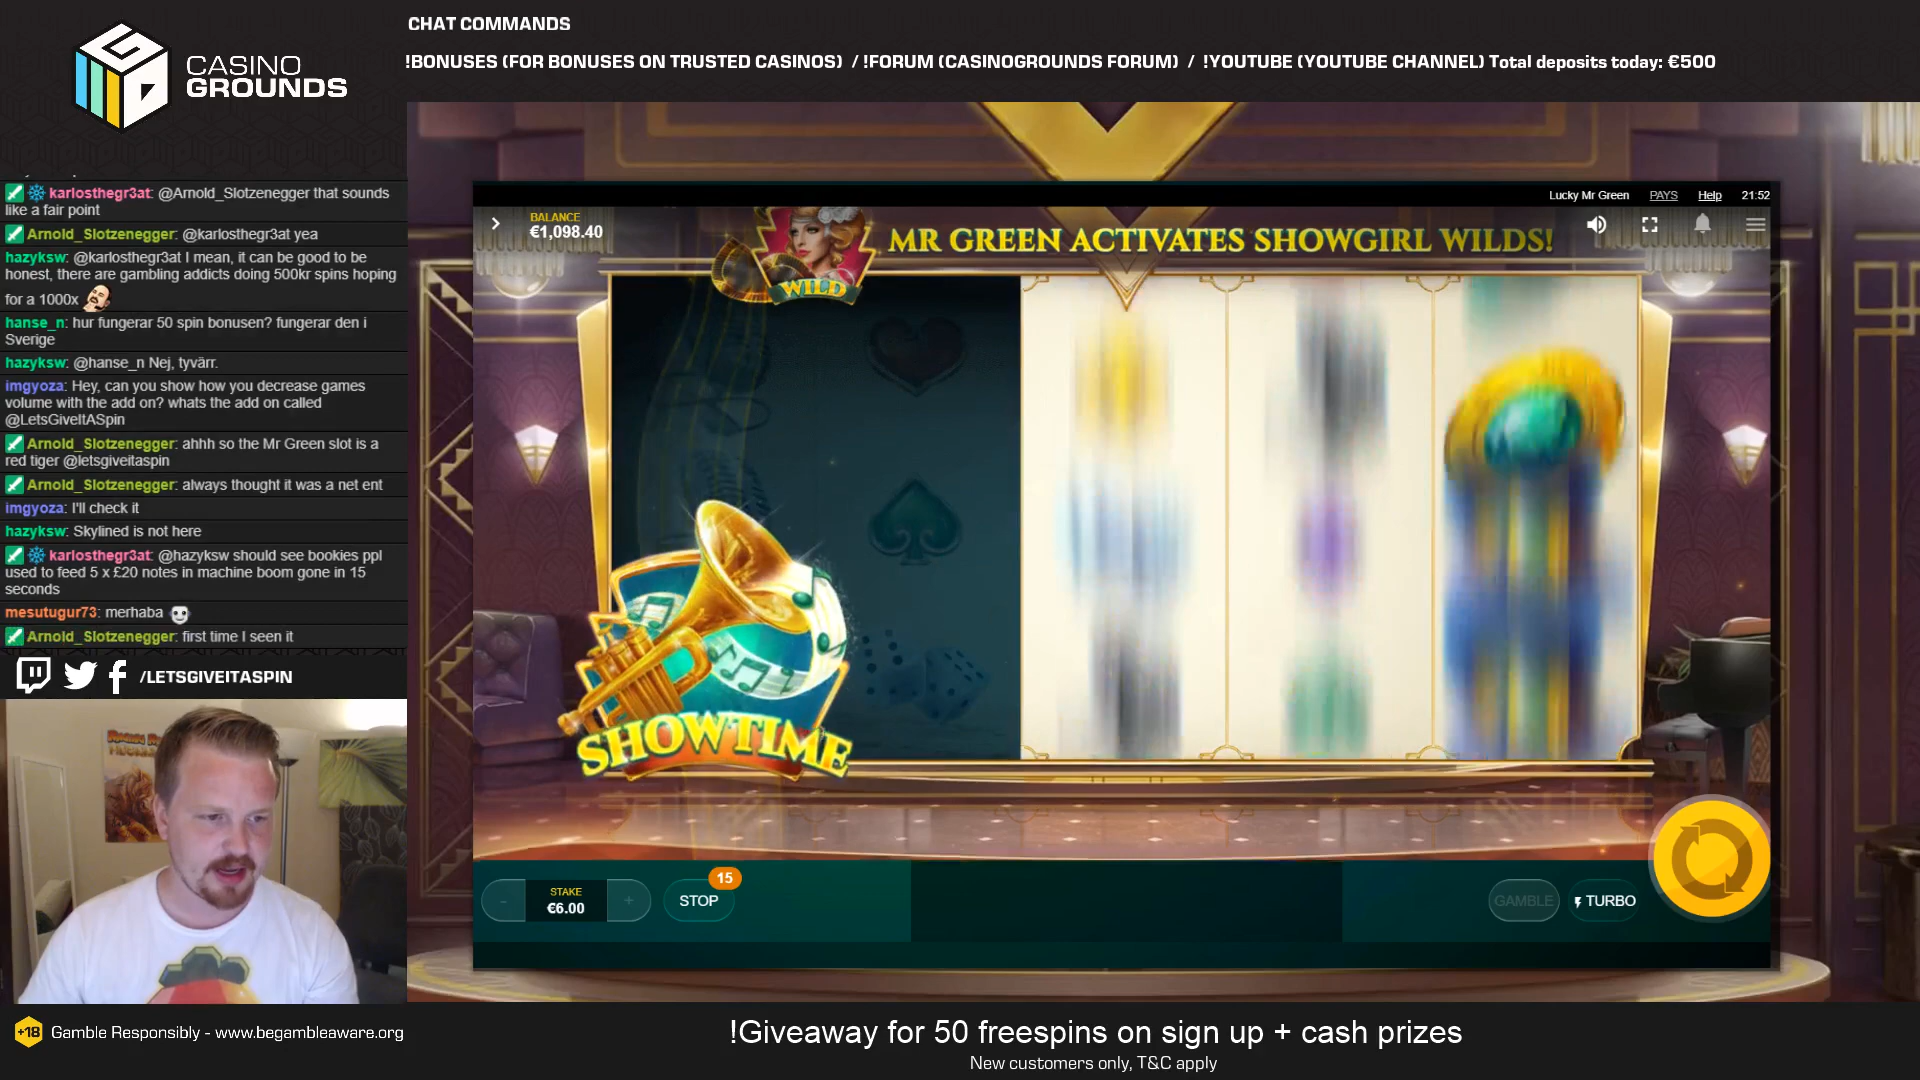 CASINO
GROUNDS
CHAT COMMANDS
!BONUSES (FOR BONUSES ON TRUSTED CASINOS) / !FORUM (CASINOGROUNDS FORUM) / !YOUTUBE (YOUTUBE CHANNEL) Total deposits today: €500
karlosthegr3at: @Arnold_Slotzenegger that sounds
like a fair point
Arnold_Slotzenegger: @karlosthegr3at yea
hazyksw: @karlosthegr3at I mean, it can be good to be
honest, there are gambling addicts doing 500kr spins hoping
for a 1000x
hanse_n: hur fungerar 50 spin bonusen? fungerar den i
Sverige
hazyksw: @hanse_n Nej, tyvärr.
imgyoza: Hey, can you show how you decrease games
volume with the add on? whats the add on called
@LetsGiveItASpin
Arnold_Slotzenegger: ahhh so the Mr Green slot is a
red tiger @letsgiveitaspin
Arnold_Slotzenegger: always thought it was a net ent
imgyoza: I'll check it
hazyksw: Skylined is not here
karlosthegr3at: @hazyksw should see bookies ppl
used to feed 5 x £20 notes in machine boom gone in 15
seconds
mesutugur73: merhaba
Arnold_Slotzenegger: first time I seen it
/LETSGIVEITASPIN
Lucky Mr Green PAYS Help 21:52
BALANCE
€1,098.40
MR GREEN ACTIVATES SHOWGIRL WILDS!
WILD
SHOWTIME
STAKE
€6.00
- +
STOP
15
GAMBLE
TURBO
+18 Gamble Responsibly - www.begambleaware.org
!Giveaway for 50 freespins on sign up + cash prizes
New customers only, T&C apply